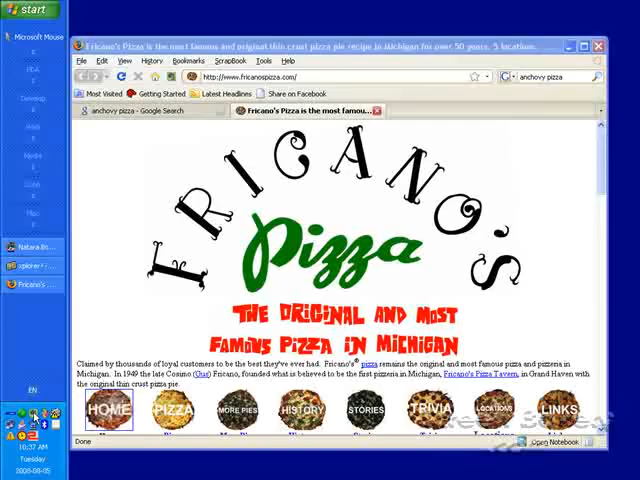 start
Microsoft Mouse
Fricano's Pizza is the most famous and original thin crust pizza pie recipe in Michigan for over 50 years. 5 locations.
File Edit View History Bookmarks ScrapBook Tools Help
http://www.fricanospizza.com/
anchovy pizza
Most Visited Getting Started Latest Headlines Share on Facebook
anchovy pizza - Google Search
Fricano's Pizza is the most famou...
FRICANO'S
Pizza
THE ORIGINAL AND MOST
FAMOUS PIZZA IN MICHIGAN
Claimed by thousands of loyal customers to be the best they've ever had. Fricano's® pizza remains the original and most famous pizza and pizzeria in
Michigan. In 1949 the late Cosino (Gus) Fricano, founded what is believed to be the first pizzeria in Michigan, Fricano's Pizza Tavern, in Grand Haven with
the original thin crust pizza pie.
HOME PIZZA MORE PIES HISTORY STORIES TRIVIA LOCATIONS LINKS
Done
Open Notebook
Natara Bo...
xplorer
Fricano's ...
EN
10:37 AM
Tuesday
2008-08-05